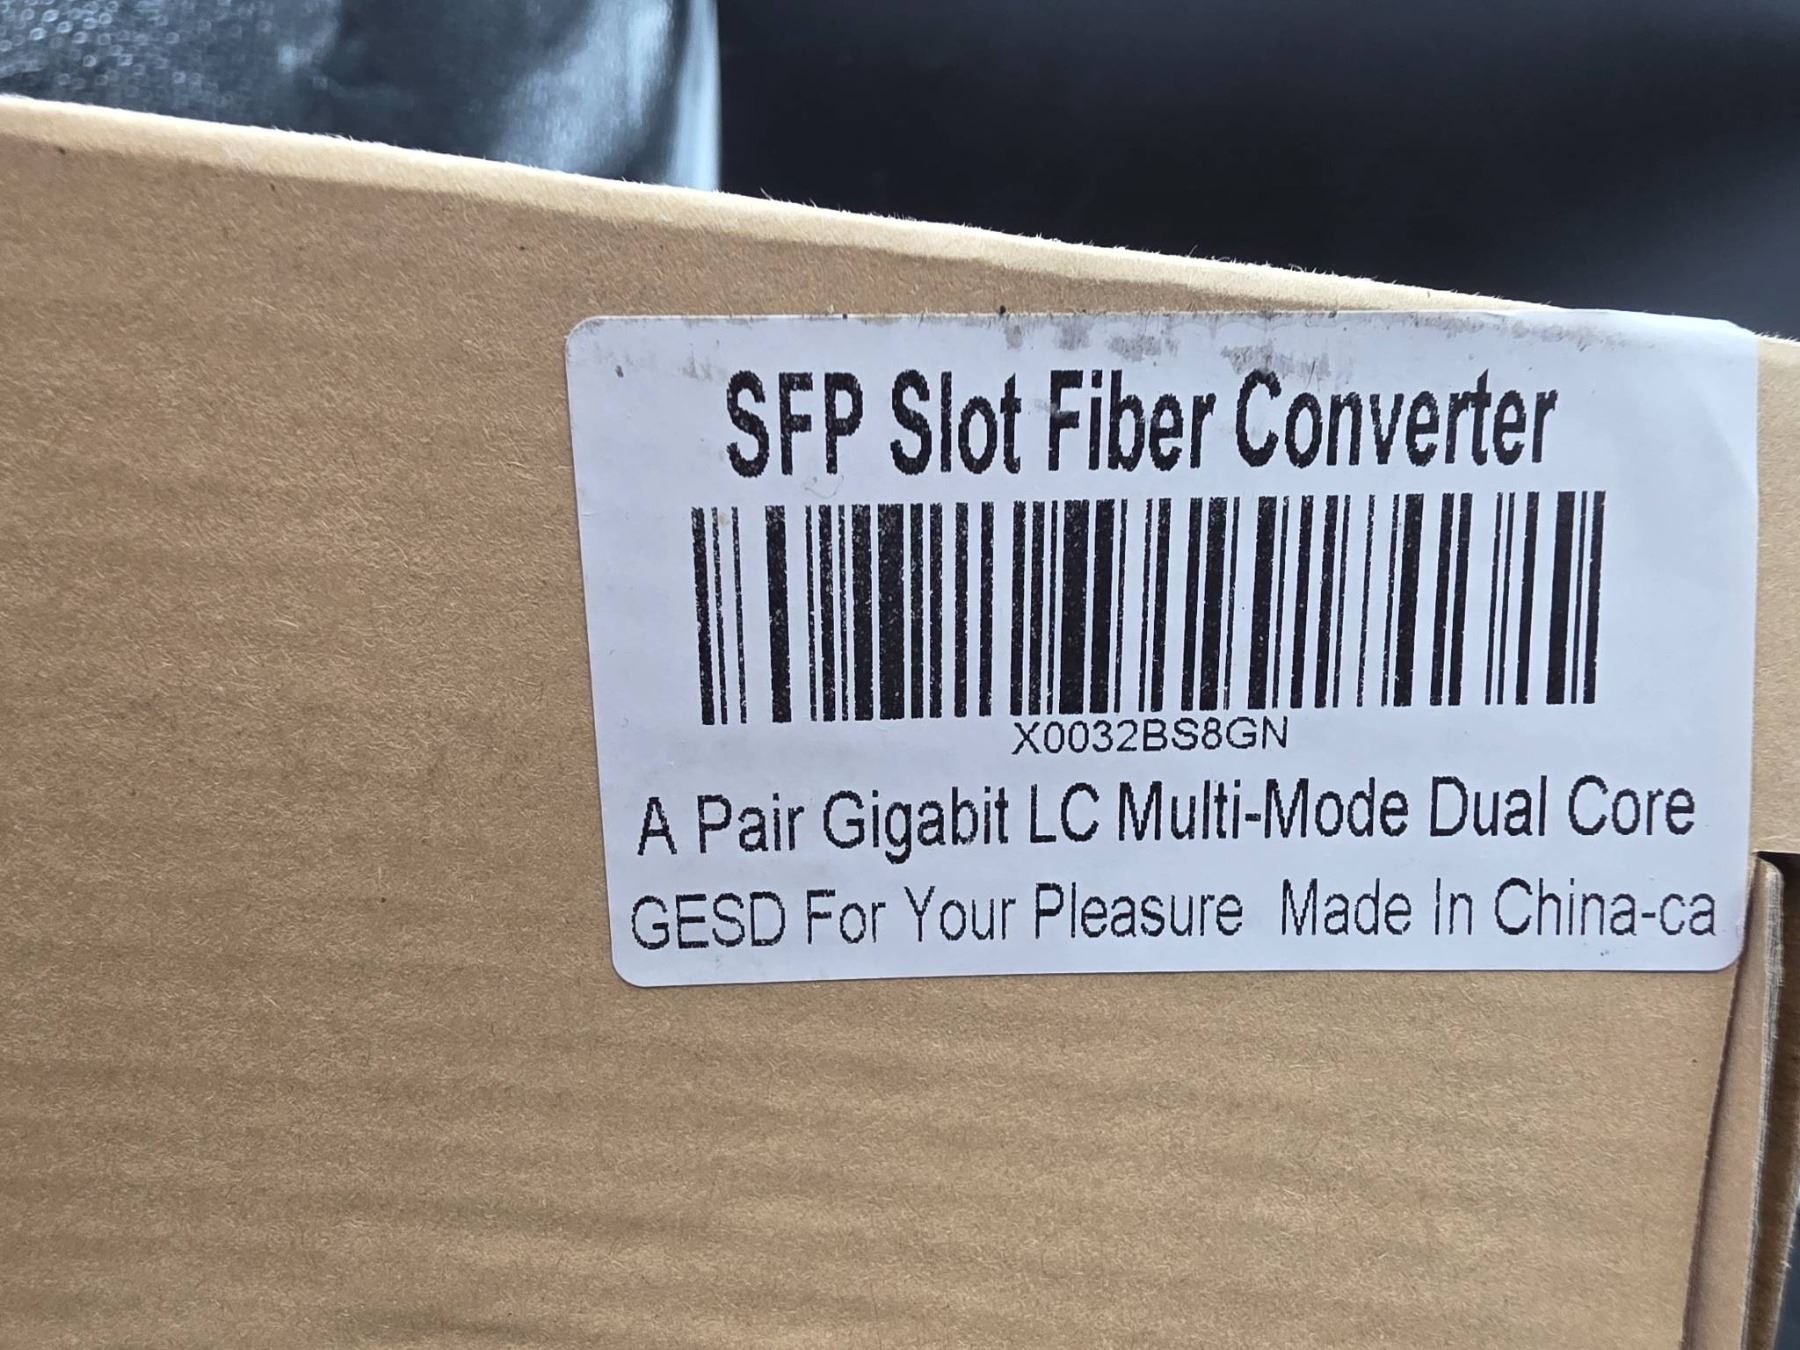 SFP Slot Fiber Converter
X0032BS8GN
A Pair Gigabit LC Multi-Mode Dual Core
GESD For Your Pleasure Made In China-ca